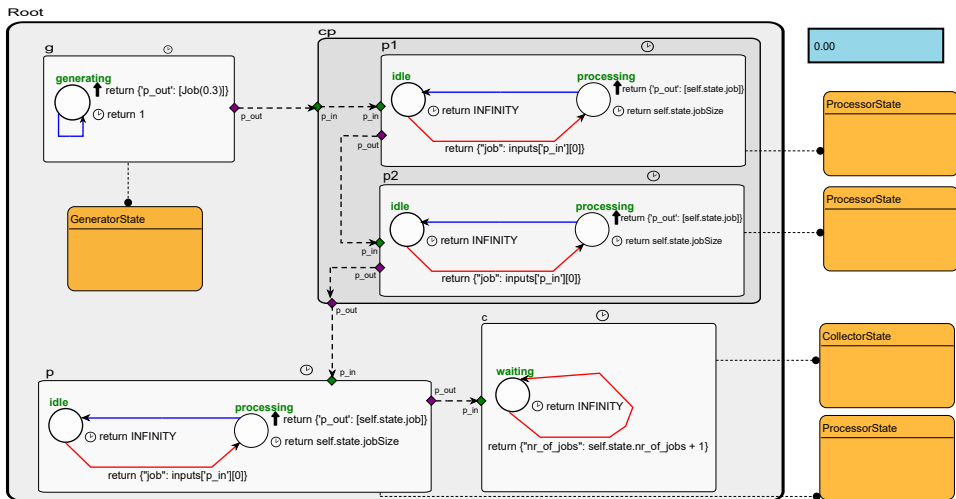 Root
g
generating
return {'p_out': [Job(0.3)]}
return 1
p_out
GeneratorState
cp
p_in
p_out
p1
idle
processing
return {'p_out': [self.state.job]}
return INFINITY
return self.state.jobSize
return {"job": inputs['p_in'][0]}
p_in
p_out
p2
idle
processing
return {'p_out': [self.state.job]}
return INFINITY
return self.state.jobSize
return {"job": inputs['p_in'][0]}
p_in
p_out
0.00
ProcessorState
ProcessorState
p
p_in
idle
processing
return {'p_out': [self.state.job]}
return INFINITY
return self.state.jobSize
return {"job": inputs['p_in'][0]}
p_out
c
p_in
waiting
return INFINITY
return {"nr_of_jobs": self.state.nr_of_jobs + 1}
CollectorState
ProcessorState